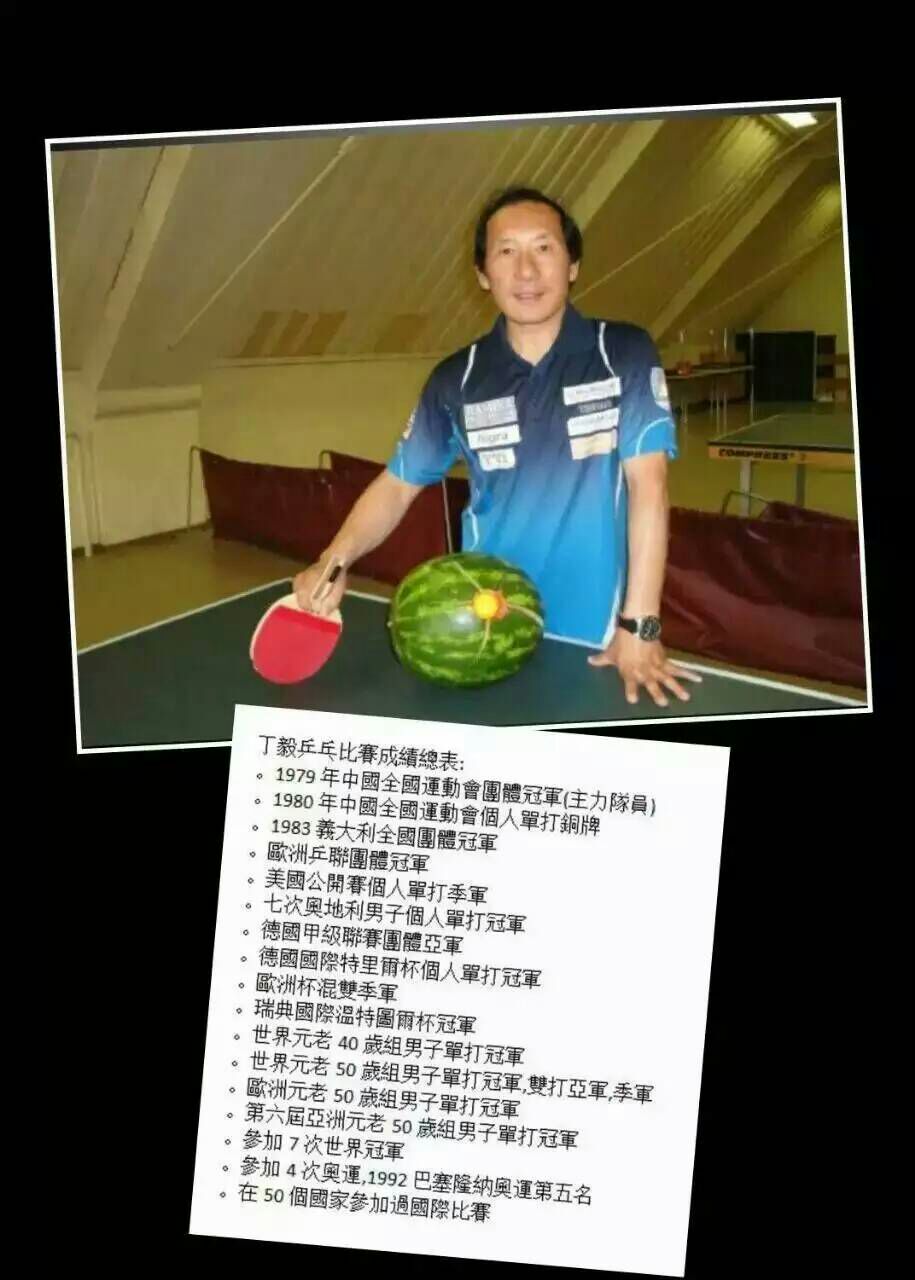 COMPRESS
Nogira
丁毅乒乓比賽成績總表:
。1979 年中國全國運動會團體冠軍(主力隊員)
。1980 年中國全國運動會個人單打銅牌
。1983 義大利全國團體冠軍
。歐洲乒聯團體冠軍
。美國公開賽個人單打季軍
。七次奧地利男子個人單打冠軍
。德國甲級聯賽團體亞軍
。德國國際特里爾杯個人單打冠軍
。歐洲杯混雙季軍
。瑞典國際溫特圖爾杯冠軍
。世界元老 40 歲組男子單打冠軍
。世界元老 50 歲組男子單打冠軍,雙打亞軍,季軍
。歐洲元老 50 歲組男子單打冠軍
。第六屆亞洲元老 50 歲組男子單打冠軍
。參加 7 次世界冠軍
。參加 4 次奧運,1992 巴塞隆納奧運第五名
。在 50 個國家參加過國際比賽